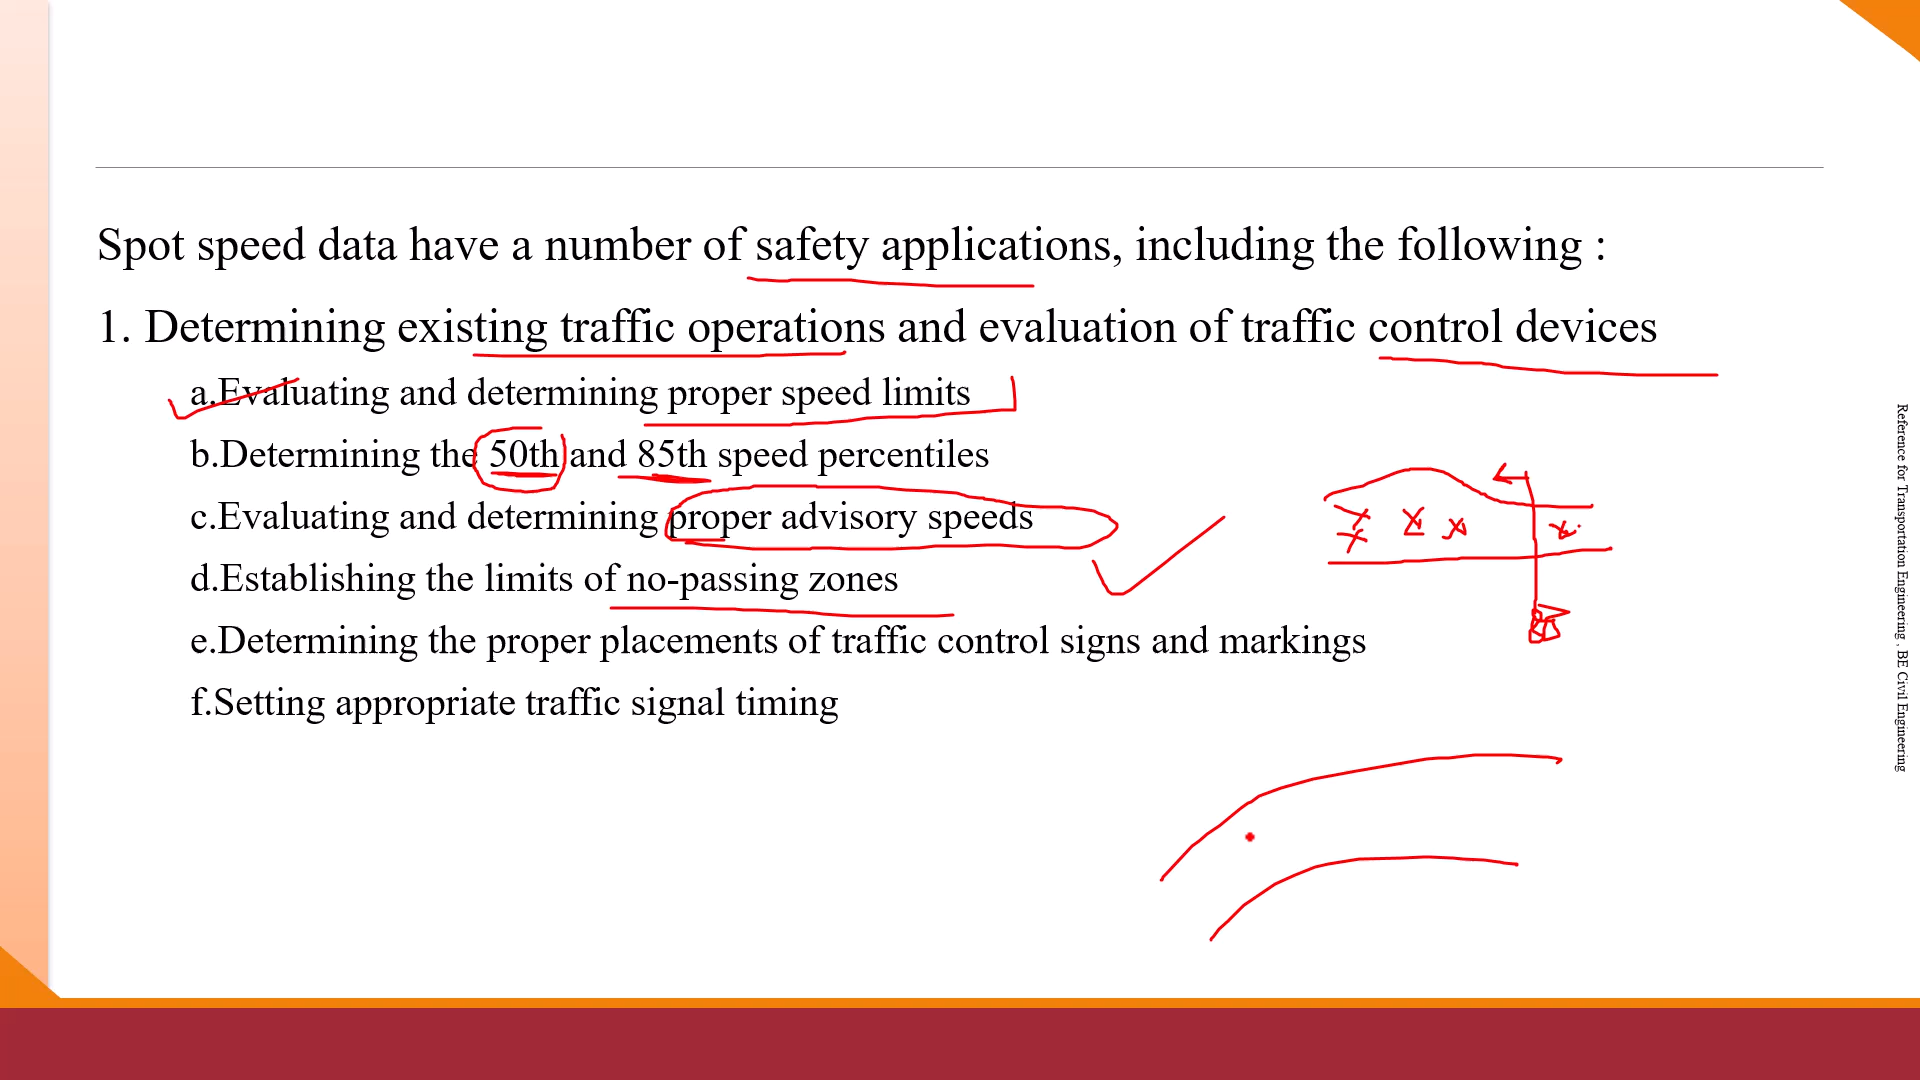 Spot speed data have a number of safety applications, including the following :
1. Determining existing traffic operations and evaluation of traffic control devices
a.Evaluating and determining proper speed limits
b.Determining the 50th and 85th speed percentiles
c.Evaluating and determining proper advisory speeds
d.Establishing the limits of no-passing zones
e.Determining the proper placements of traffic control signs and markings
f.Setting appropriate traffic signal timing
Reference for Transportation Engineering , BE Civil Engineering